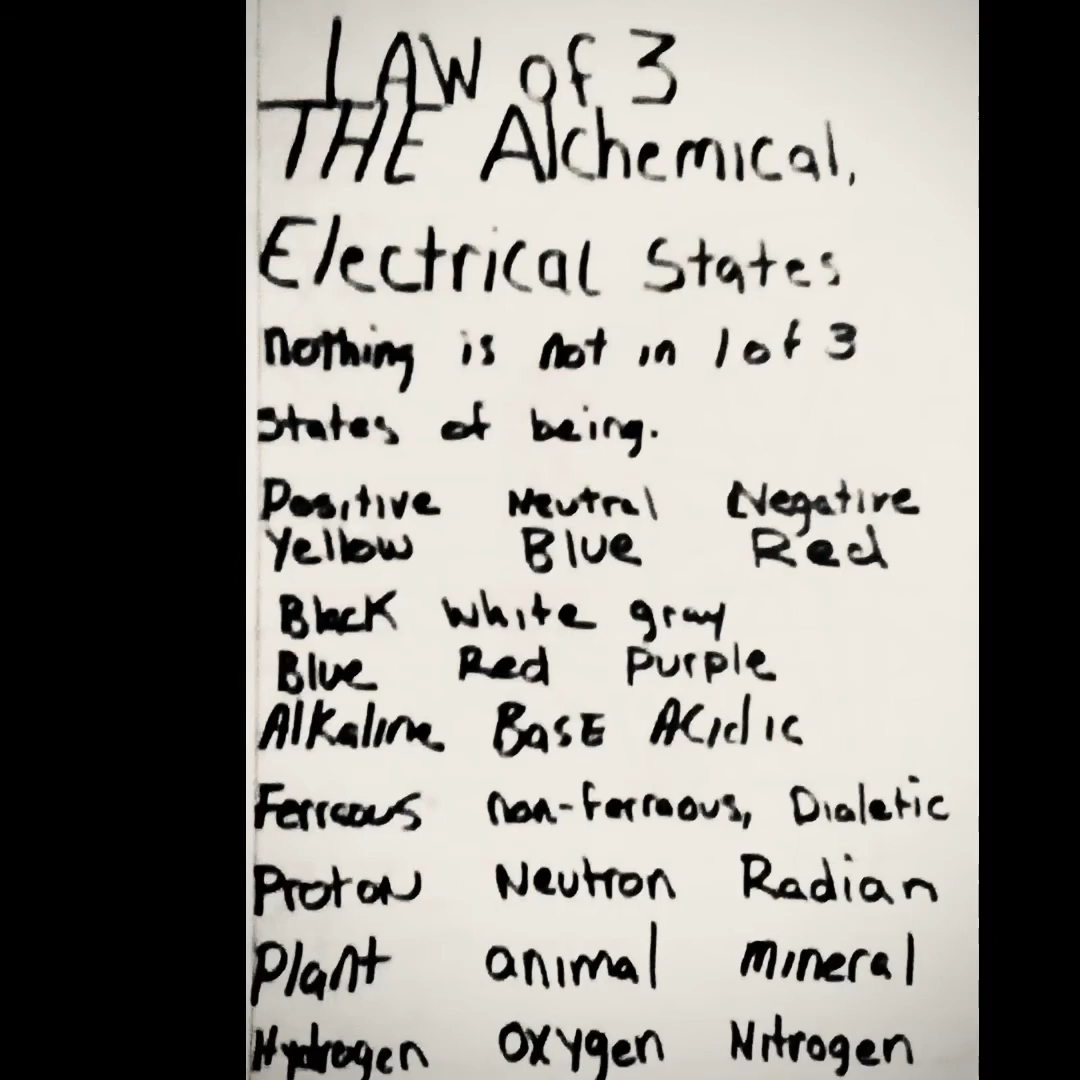 LAW of 3
THE Alchemical,
Electrical States
Nothing is not in 1 of 3
States of being.
Positive Neutral Negative
Yellow Blue Red
Black white gray
Blue Red Purple
Alkaline BASE Acidic
Ferraous non-ferraous, Dialetic
Proton Neutron Radian
Plant animal mineral
Hydrogen Oxygen Nitrogen